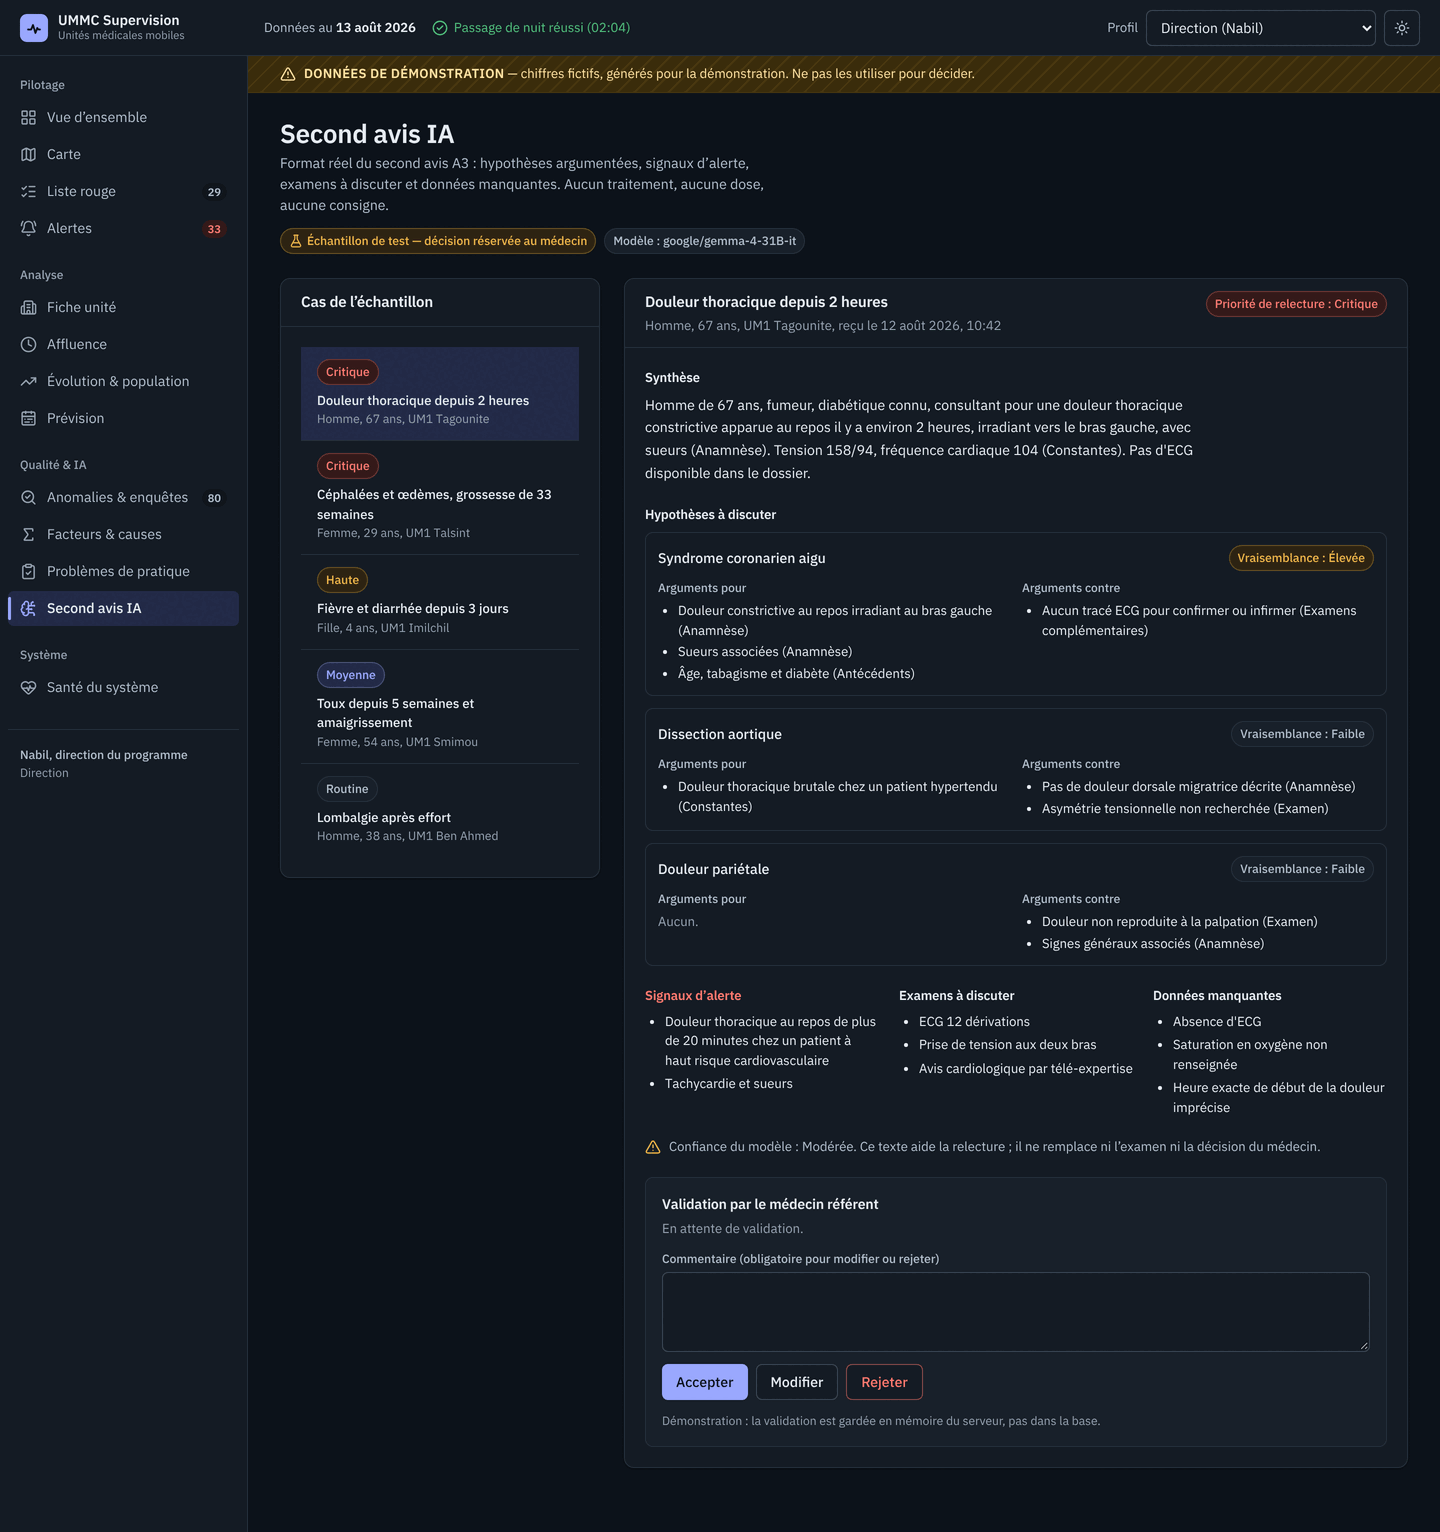 UMMC Supervision
Unités médicales mobiles
Données au 13 août 2026
Passage de nuit réussi (02:04)
Profil
Direction (Nabil)
DONNÉES DE DÉMONSTRATION — chiffres fictifs, générés pour la démonstration. Ne pas les utiliser pour décider.
Pilotage
Vue d’ensemble
Carte
Liste rouge
29
Alertes
33
Analyse
Fiche unité
Affluence
Évolution & population
Prévision
Qualité & IA
Anomalies & enquêtes
80
Facteurs & causes
Problèmes de pratique
Second avis IA
Système
Santé du système
Nabil, direction du programme
Direction
Second avis IA
Format réel du second avis A3 : hypothèses argumentées, signaux d’alerte,
examens à discuter et données manquantes. Aucun traitement, aucune dose,
aucune consigne.
Échantillon de test — décision réservée au médecin
Modèle : google/gemma-4-31B-it
Cas de l’échantillon
Critique
Douleur thoracique depuis 2 heures
Homme, 67 ans, UM1 Tagounite
Critique
Céphalées et œdèmes, grossesse de 33
semaines
Femme, 29 ans, UM1 Talsint
Haute
Fièvre et diarrhée depuis 3 jours
Fille, 4 ans, UM1 Imilchil
Moyenne
Toux depuis 5 semaines et
amaigrissement
Femme, 54 ans, UM1 Smimou
Routine
Lombalgie après effort
Homme, 38 ans, UM1 Ben Ahmed
Douleur thoracique depuis 2 heures
Homme, 67 ans, UM1 Tagounite, reçu le 12 août 2026, 10:42
Priorité de relecture : Critique
Synthèse
Homme de 67 ans, fumeur, diabétique connu, consultant pour une douleur thoracique
constrictive apparue au repos il y a environ 2 heures, irradiant vers le bras gauche, avec
sueurs (Anamnèse). Tension 158/94, fréquence cardiaque 104 (Constantes). Pas d'ECG
disponible dans le dossier.
Hypothèses à discuter
Syndrome coronarien aigu
Vraisemblance : Élevée
Arguments pour
Douleur constrictive au repos irradiant au bras gauche
(Anamnèse)
Sueurs associées (Anamnèse)
Âge, tabagisme et diabète (Antécédents)
Arguments contre
Aucun tracé ECG pour confirmer ou infirmer (Examens
complémentaires)
Dissection aortique
Vraisemblance : Faible
Arguments pour
Douleur thoracique brutale chez un patient hypertendu
(Constantes)
Arguments contre
Pas de douleur dorsale migratrice décrite (Anamnèse)
Asymétrie tensionnelle non recherchée (Examen)
Douleur pariétale
Vraisemblance : Faible
Arguments pour
Aucun.
Arguments contre
Douleur non reproduite à la palpation (Examen)
Signes généraux associés (Anamnèse)
Signaux d’alerte
Douleur thoracique au repos de plus
de 20 minutes chez un patient à
haut risque cardiovasculaire
Tachycardie et sueurs
Examens à discuter
ECG 12 dérivations
Prise de tension aux deux bras
Avis cardiologique par télé-expertise
Données manquantes
Absence d'ECG
Saturation en oxygène non
renseignée
Heure exacte de début de la douleur
imprécise
Confiance du modèle : Modérée. Ce texte aide la relecture ; il ne remplace ni l’examen ni la décision du médecin.
Validation par le médecin référent
En attente de validation.
Commentaire (obligatoire pour modifier ou rejeter)
Accepter
Modifier
Rejeter
Démonstration : la validation est gardée en mémoire du serveur, pas dans la base.